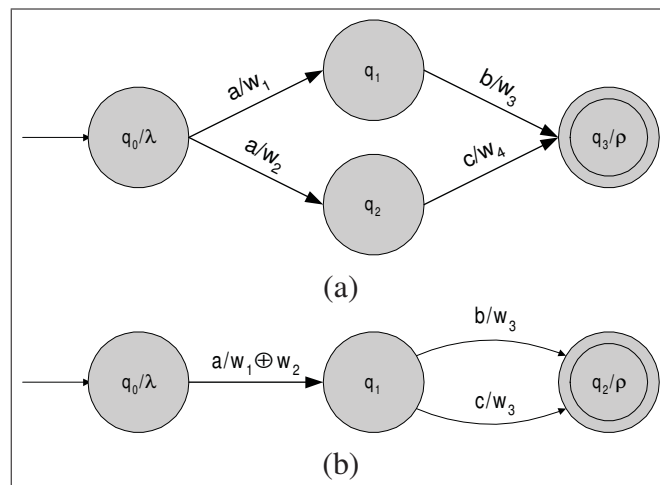 a/w₁
q₁
b/w₃
q₀/λ
q₃/ρ
a/w₂
q₂
c/w₄
(a)
b/w₃
q₀/λ
a/w₁⊕w₂
q₁
q₂/ρ
c/w₃
(b)